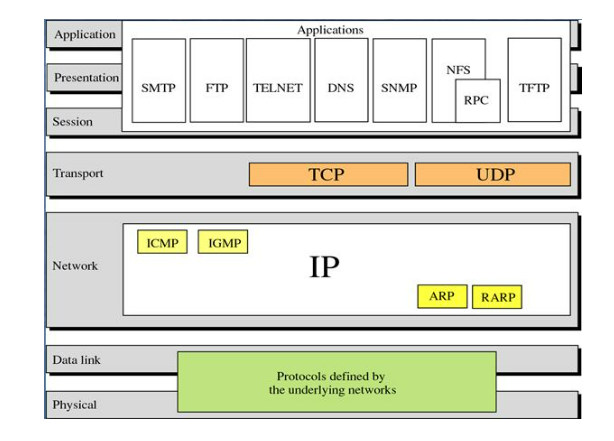 Application
Applications
Presentation
SMTP
FTP
TELNET
DNS
SNMP
NFS
RPC
TFTP
Session
Transport
TCP
UDP
Network
ICMP
IGMP
IP
ARP
RARP
Data link
Protocols defined by
the underlying networks
Physical